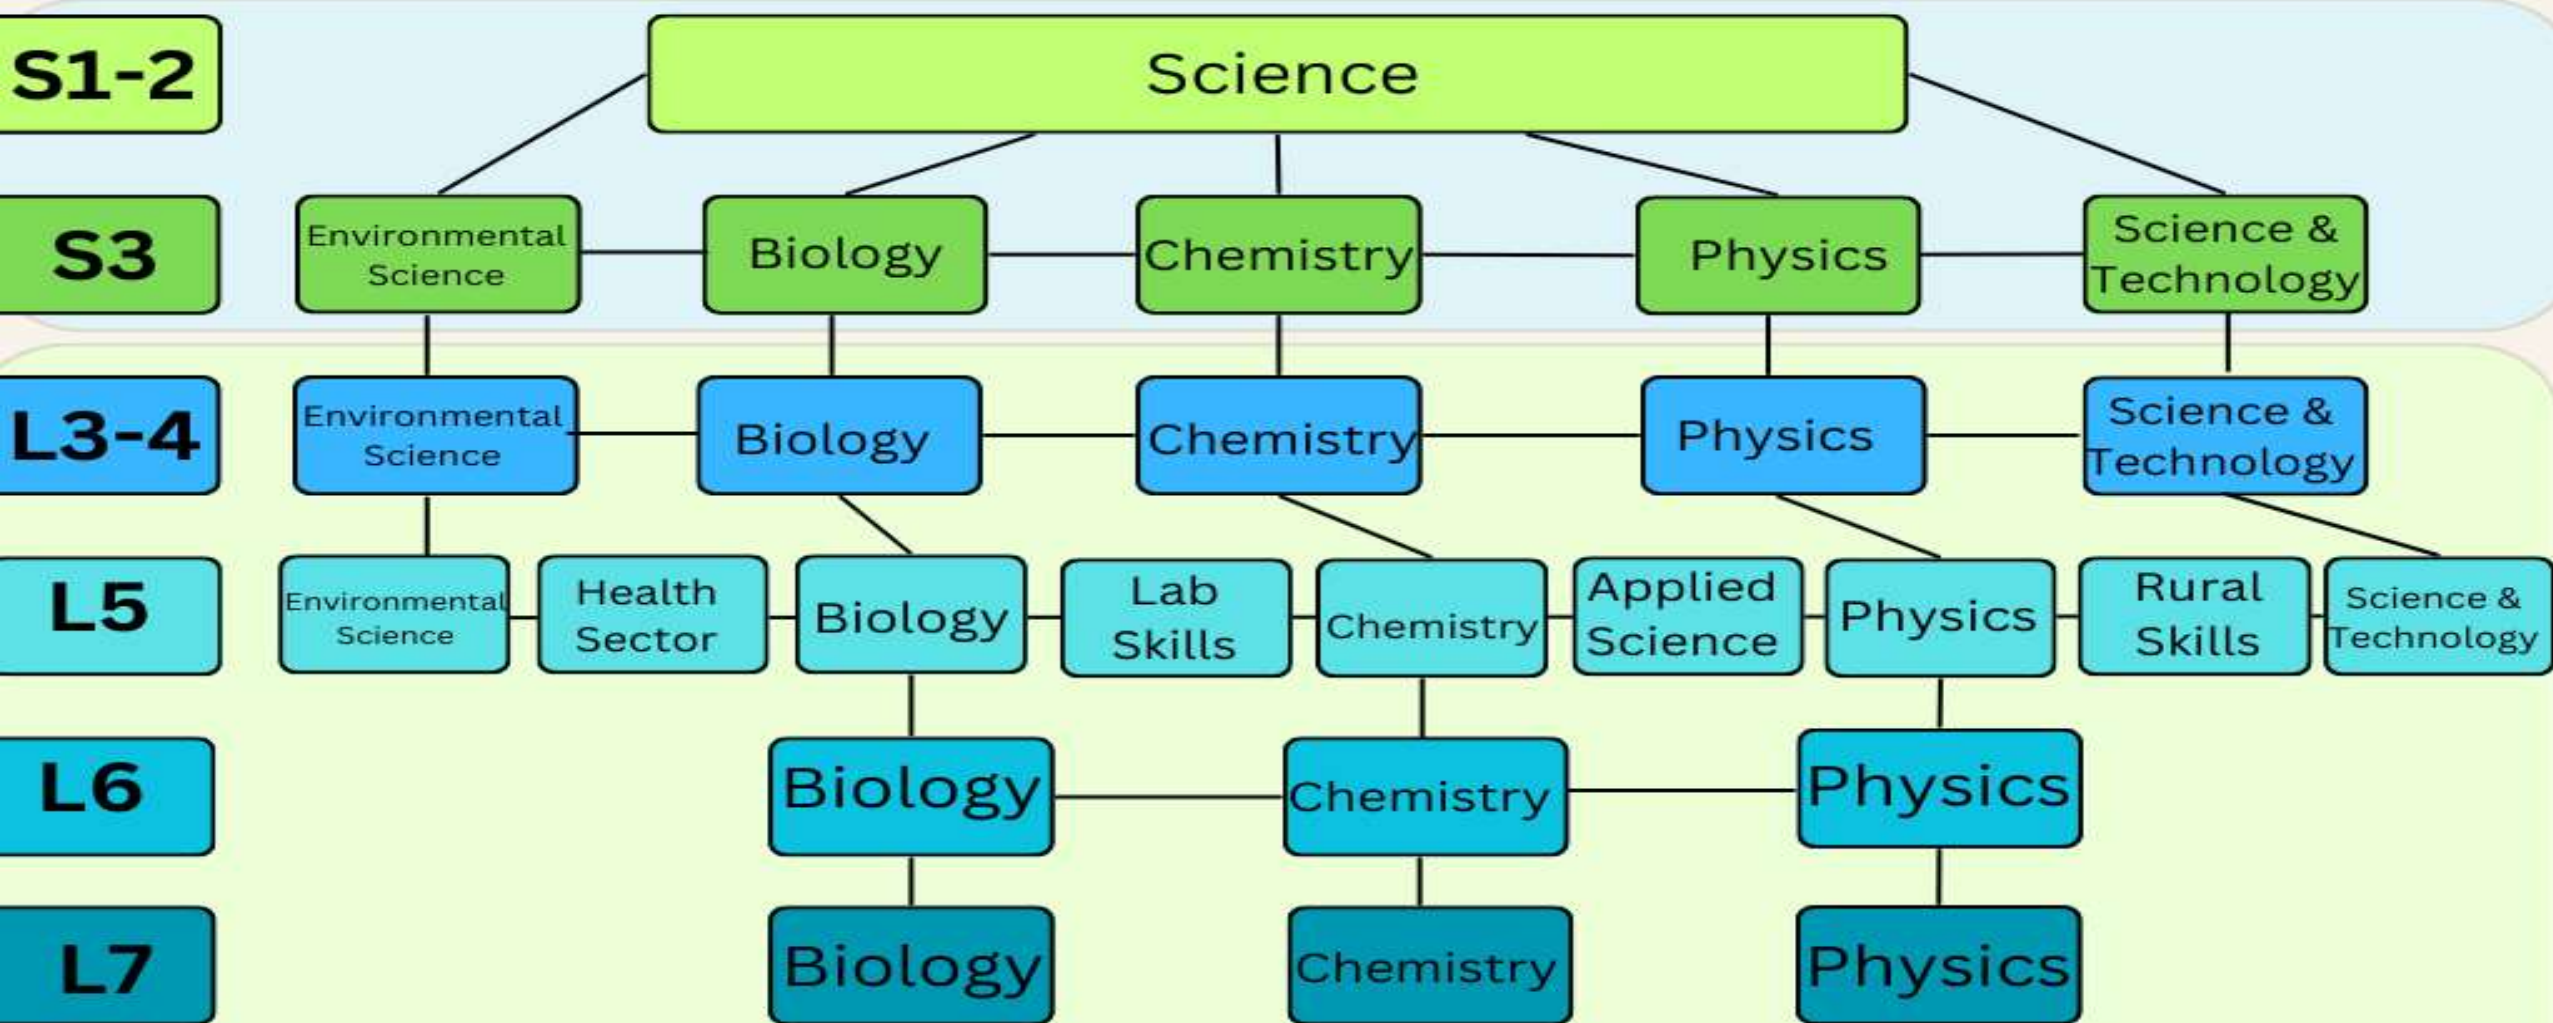 S1-2
Science
S3
Environmental
Science
Biology
Chemistry
Physics
Science &
Technology
L3-4
Environmental
Science
Biology
Chemistry
Physics
Science &
Technology
L5
Environmental
Science
Health
Sector
Biology
Lab
Skills
Chemistry
Applied
Science
Physics
Rural
Skills
Science &
Technology
L6
Biology
Chemistry
Physics
L7
Biology
Chemistry
Physics